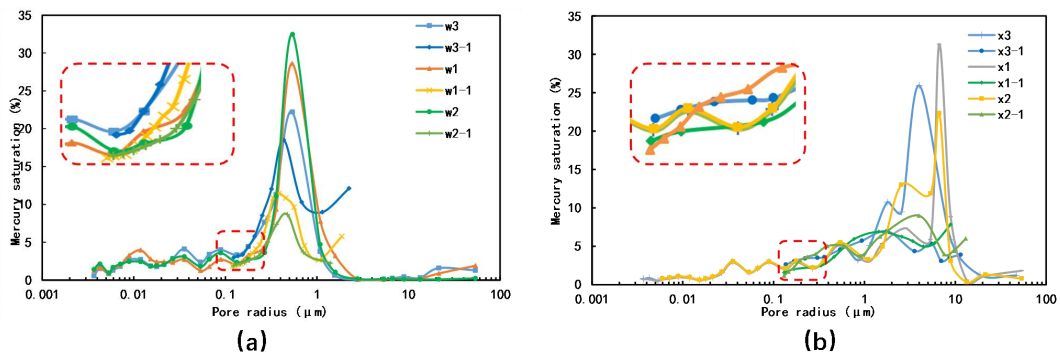 35
30
25
20
15
10
5
0
Mercury saturation (%)
0.001
0.01
0.1
1
10
100
Pore radius (μm)
w3
w3-1
w1
w1-1
w2
w2-1
(a)
35
30
25
20
15
10
5
0
Mercury saturation (%)
0.001
0.01
0.1
1
10
100
Pore radius (μm)
x3
x3-1
x1
x1-1
x2
x2-1
(b)